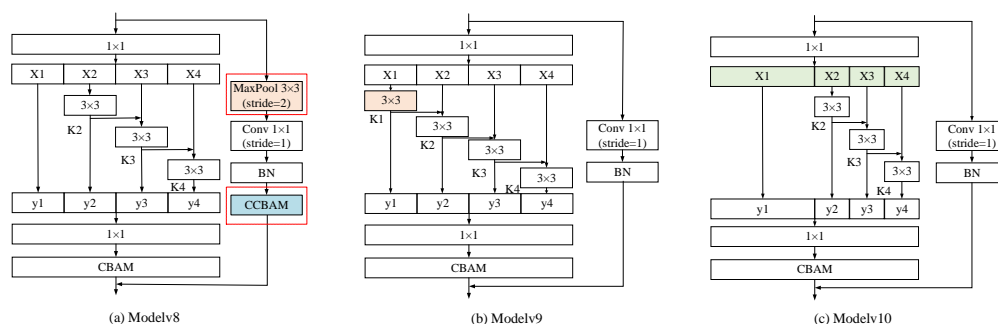 1×1
X1 X2 X3 X4
MaxPool 3×3
(stride=2)
3×3
K2
3×3
Conv 1×1
(stride=1)
K3
3×3
BN
K4
y1 y2 y3 y4
CCBAM
1×1
CBAM
(a) Modelv8
1×1
X1 X2 X3 X4
3×3
K1
3×3
Conv 1×1
(stride=1)
K2
3×3
BN
K3
3×3
K4
y1 y2 y3 y4
1×1
CBAM
(b) Modelv9
1×1
X1 X2 X3 X4
3×3
K2
3×3
Conv 1×1
(stride=1)
K3
3×3
BN
K4
y1 y2 y3 y4
1×1
CBAM
(c) Modelv10